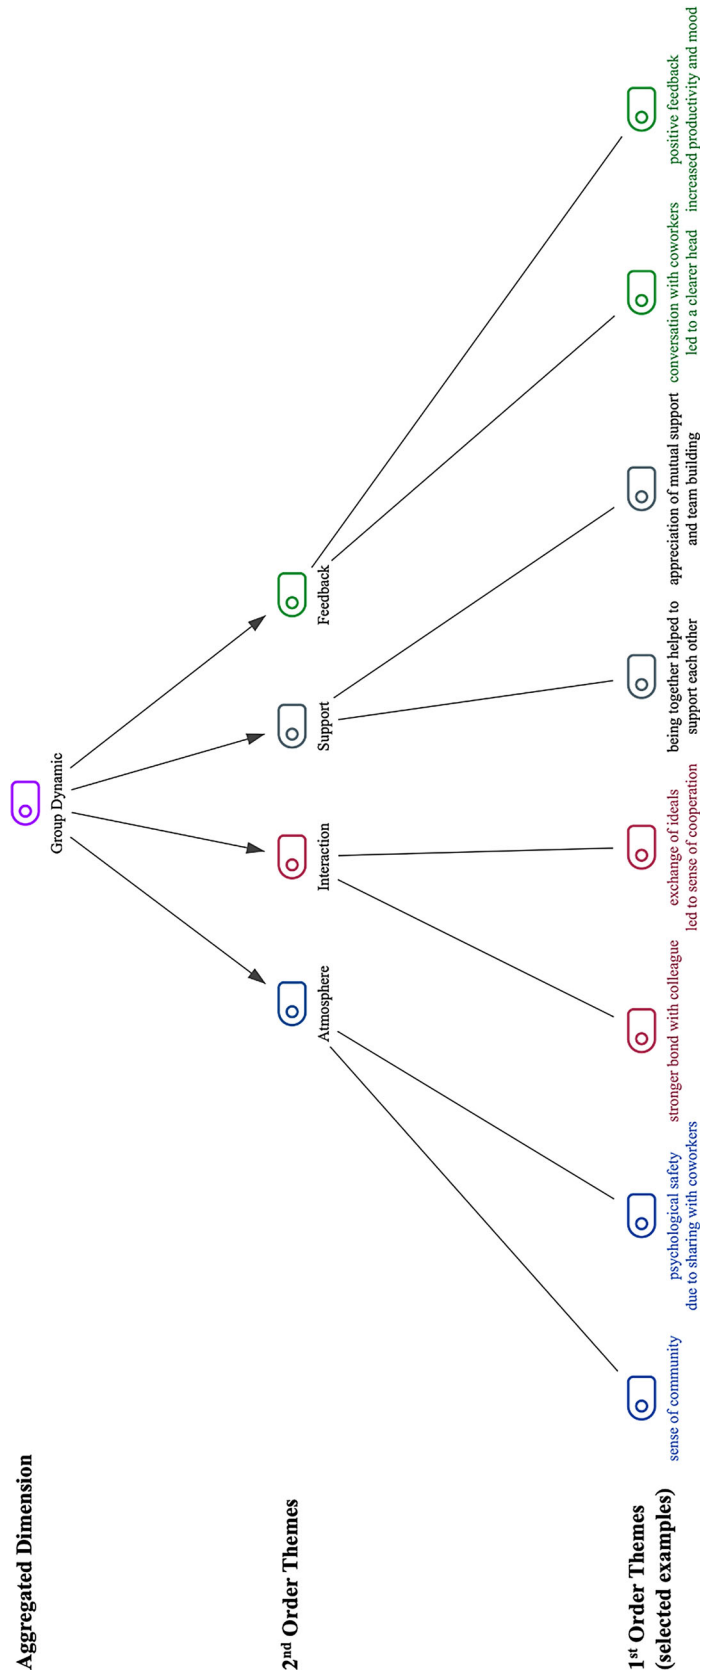 Aggregated Dimension
Group Dynamic
2nd Order Themes
Atmosphere
Interaction
Support
Feedback
1st Order Themes
(selected examples)
sense of community
psychological safety
due to sharing with coworkers
stronger bond with colleague
exchange of ideals
led to sense of cooperation
being together helped to
support each other
appreciation of mutual support
and team building
conversation with coworkers
led to a clearer head
positive feedback
increased productivity and mood